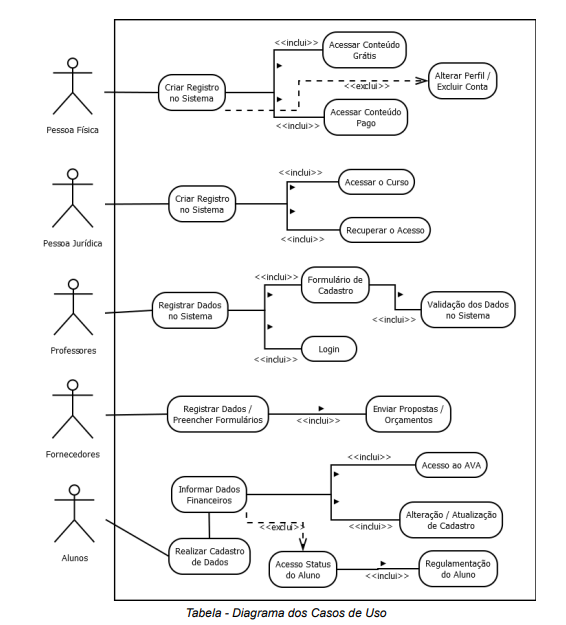 <<inclui>>
Acessar Conteúdo
Grátis
Criar Registro
no Sistema
<<exclui>>
Alterar Perfil /
Excluir Conta
Acessar Conteúdo
Pago
<<inclui>>
Pessoa Física
<<inclui>>
Acessar o Curso
Criar Registro
no Sistema
Recuperar o Acesso
<<inclui>>
Pessoa Jurídica
<<inclui>>
Formulário de
Cadastro
Registrar Dados
no Sistema
Validação dos Dados
no Sistema
<<inclui>>
Login
<<inclui>>
Professores
Registrar Dados /
Preencher Formulários
<<inclui>>
Enviar Propostas /
Orçamentos
Fornecedores
<<inclui>>
Acesso ao AVA
Informar Dados
Financeiros
Alteração / Atualização
de Cadastro
<<inclui>>
<<exclui>>
Realizar Cadastro
de Dados
Alunos
Acesso Status
do Aluno
<<inclui>>
Regulamentação
do Aluno
Tabela - Diagrama dos Casos de Uso